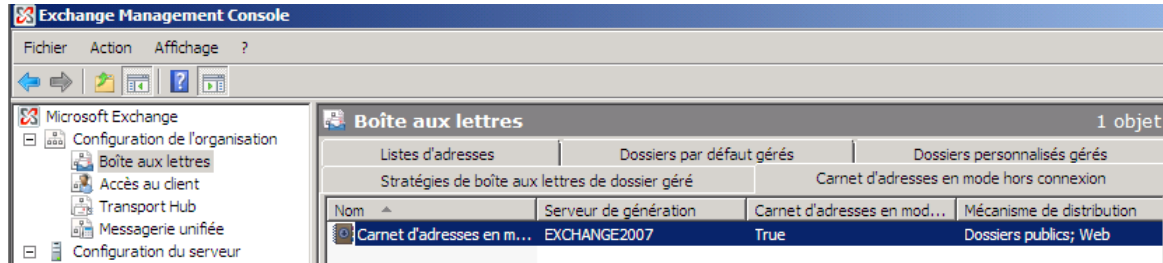 Exchange Management Console
Fichier Action Affichage ?
Microsoft Exchange
Configuration de l'organisation
Boîte aux lettres
Accès au client
Transport Hub
Messagerie unifiée
Configuration du serveur
Boîte aux lettres 1 objet
Listes d'adresses Dossiers par défaut gérés Dossiers personnalisés gérés
Stratégies de boîte aux lettres de dossier géré Carnet d'adresses en mode hors connexion
Nom Serveur de génération Carnet d'adresses en mod... Mécanisme de distribution
Carnet d'adresses en m... EXCHANGE2007 True Dossiers publics; Web